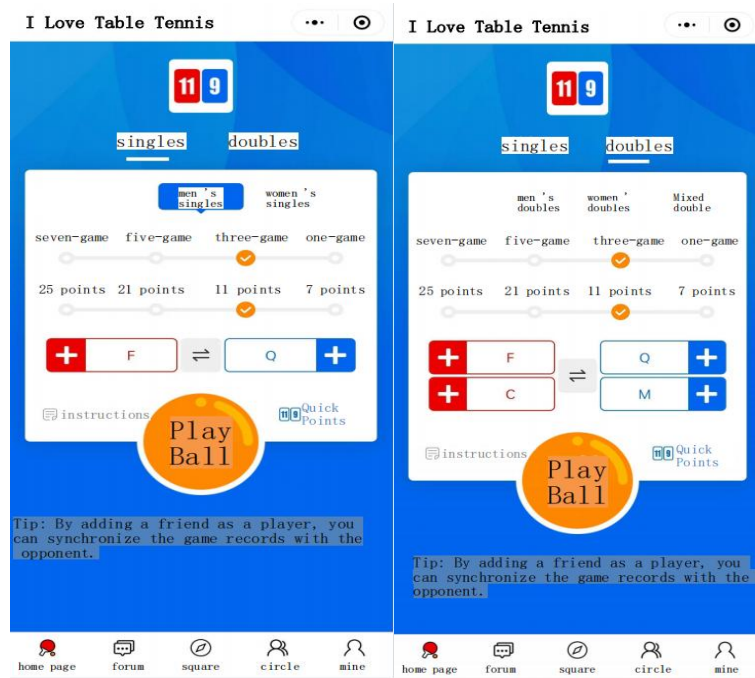 I Love Table Tennis
11 9
singles doubles
men 's singles
women 's singles
seven-game five-game three-game one-game
25 points 21 points 11 points 7 points
F
Q
instructions
Play
Ball
11 9 Quick
Points
Tip: By adding a friend as a player, you
can synchronize the game records with the
opponent.
home page forum square circle mine
I Love Table Tennis
11 9
singles doubles
men 's doubles
women ' doubles
Mixed double
seven-game five-game three-game one-game
25 points 21 points 11 points 7 points
F
Q
C
M
instructions
Play
Ball
11 9 Quick
Points
Tip: By adding a friend as a player, you
can synchronize the game records with the
opponent.
home page forum square circle mine